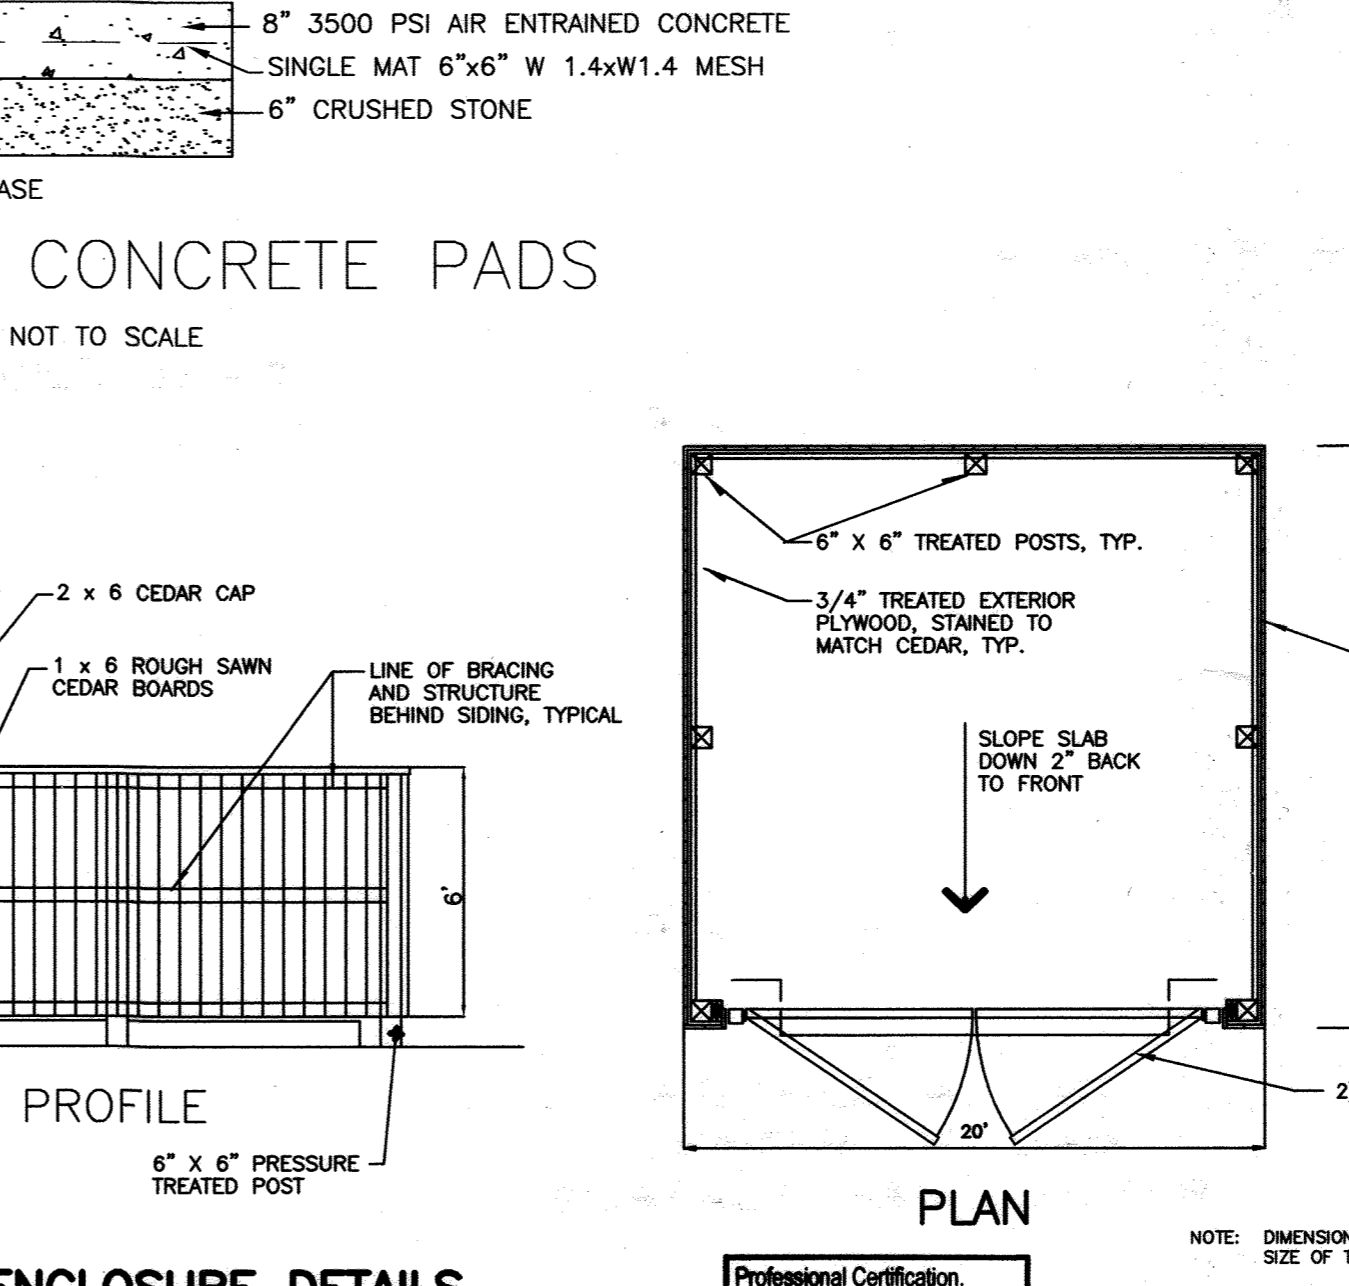 8" 3500 PSI AIR ENTRAINED CONCRETE
SINGLE MAT 6"x6" W 1.4xW1.4 MESH
6" CRUSHED STONE
ASE
CONCRETE PADS
NOT TO SCALE
2 x 6 CEDAR CAP
1 x 6 ROUGH SAWN
CEDAR BOARDS
LINE OF BRACING
AND STRUCTURE
BEHIND SIDING, TYPICAL
6'
PROFILE
6" X 6" PRESSURE
TREATED POST
6" X 6" TREATED POSTS, TYP.
3/4" TREATED EXTERIOR
PLYWOOD, STAINED TO
MATCH CEDAR, TYP.
SLOPE SLAB
DOWN 2" BACK
TO FRONT
2
20'
PLAN
NOTE: DIMENSION
SIZE OF T
ENCLOSURE DETAILS
Professional Certification.